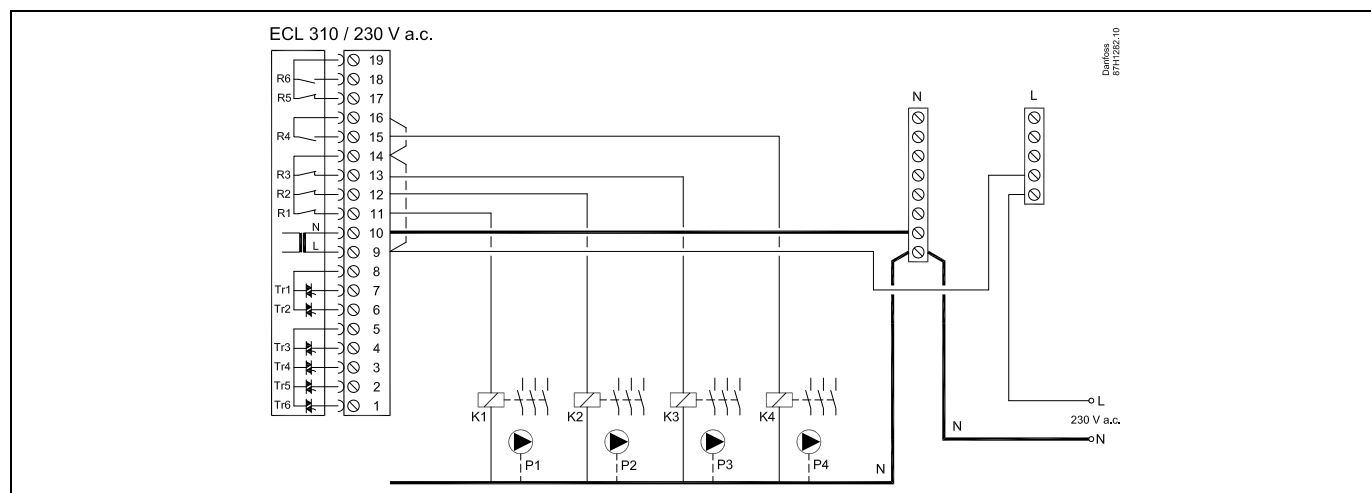 ECL 310 / 230 V a.c.
Danfoss
87H1282.10
19
R6 18
R5 17
16
R4 15
14
R3 13
R2 12
R1 11
N 10
L 9
8
Tr1 7
Tr2 6
5
Tr3 4
Tr4 3
Tr5 2
Tr6 1
N
L
K1
K2
K3
K4
P1
P2
P3
P4
N
N
L
230 V a.c.
N